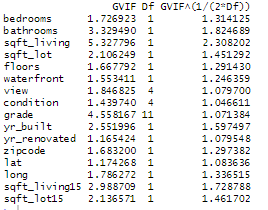 GVIF Df GVIF^(1/(2*Df))
bedrooms 1.726923 1 1.314125
bathrooms 3.329490 1 1.824689
sqft_living 5.327796 1 2.308202
sqft_lot 2.106249 1 1.451292
floors 1.667792 1 1.291430
waterfront 1.553411 1 1.246359
view 1.846825 4 1.079700
condition 1.439740 4 1.046611
grade 4.558167 11 1.071384
yr_built 2.551996 1 1.597497
yr_renovated 1.165424 1 1.079548
zipcode 1.683200 1 1.297382
lat 1.174268 1 1.083636
long 1.786272 1 1.336515
sqft_living15 2.988709 1 1.728788
sqft_lot15 2.136571 1 1.461702